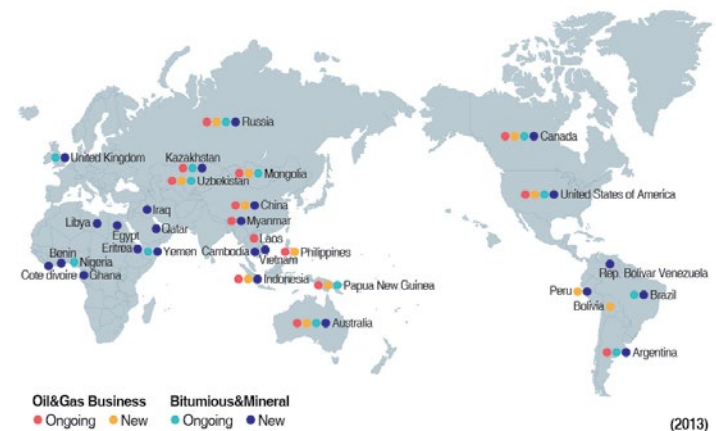 Russia
Canada
United Kingdom
Kazakhstan
Mongolia
Uzbekistan
United States of America
China
Iraq
Myanmar
Libya
Egypt
Qatar
Laos
Benin
Eritrea
Yemen
Cambodia
Vietnam
Philippines
Nigeria
Cote divoire
Ghana
Indonesia
Papua New Guinea
Rep. Bolivar Venezuela
Peru
Brazil
Bolivia
Australia
Argentina
Oil&Gas Business
Bitumious&Mineral
Ongoing
New
Ongoing
New
(2013)